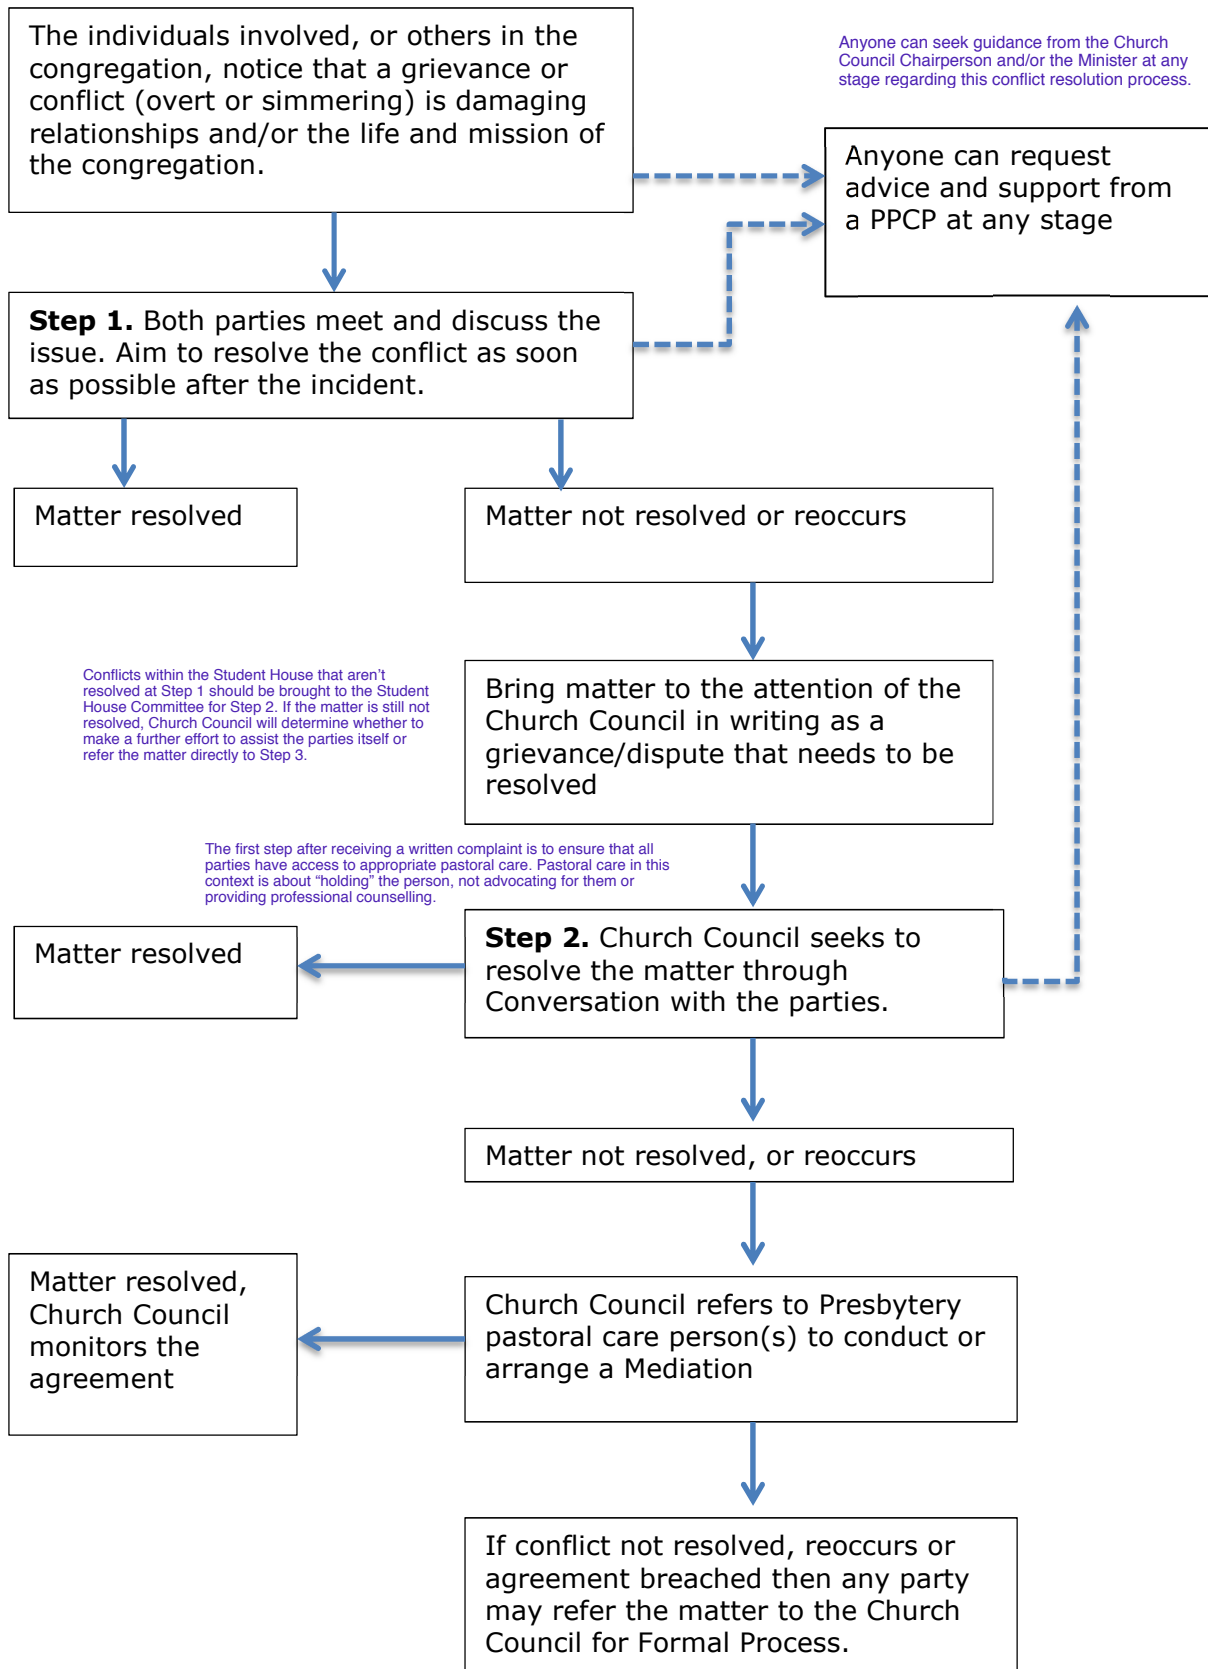 The individuals involved, or others in the
congregation, notice that a grievance or
conflict (overt or simmering) is damaging
relationships and/or the life and mission of
the congregation.
Anyone can seek guidance from the Church
Council Chairperson and/or the Minister at any
stage regarding this conflict resolution process.
Anyone can request
advice and support from
a PPCP at any stage
Step 1. Both parties meet and discuss the
issue. Aim to resolve the conflict as soon
as possible after the incident.
Matter resolved
Matter not resolved or reoccurs
Conflicts within the Student House that aren’t
resolved at Step 1 should be brought to the Student
House Committee for Step 2. If the matter is still not
resolved, Church Council will determine whether to
make a further effort to assist the parties itself or
refer the matter directly to Step 3.
Bring matter to the attention of the
Church Council in writing as a
grievance/dispute that needs to be
resolved
The first step after receiving a written complaint is to ensure that all
parties have access to appropriate pastoral care. Pastoral care in this
context is about “holding” the person, not advocating for them or
providing professional counselling.
Matter resolved
Step 2. Church Council seeks to
resolve the matter through
Conversation with the parties.
Matter not resolved, or reoccurs
Matter resolved,
Church Council
monitors the
agreement
Church Council refers to Presbytery
pastoral care person(s) to conduct or
arrange a Mediation
If conflict not resolved, reoccurs or
agreement breached then any party
may refer the matter to the Church
Council for Formal Process.